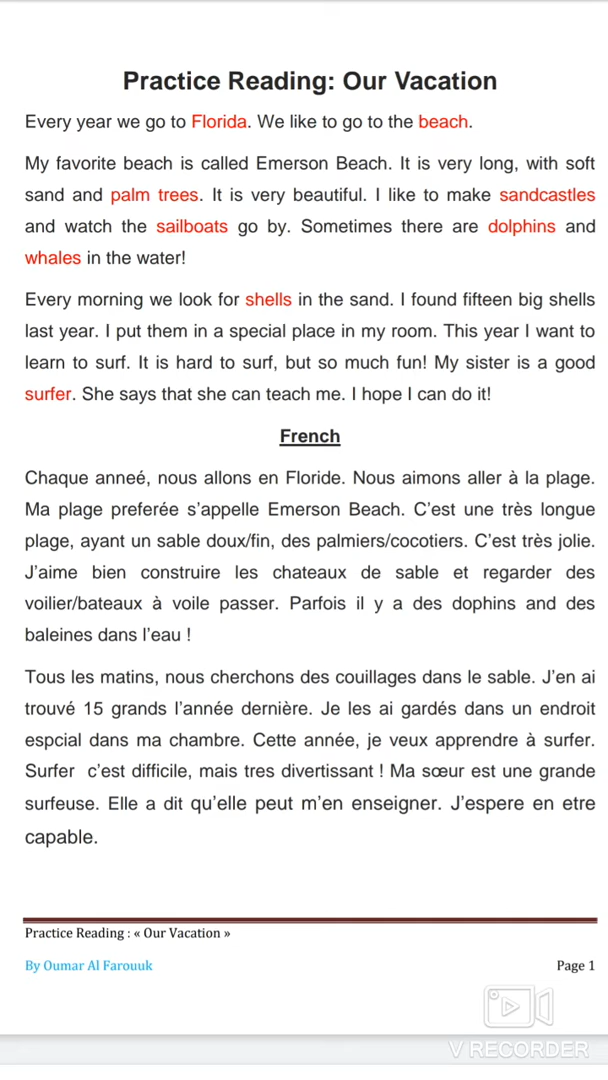 Practice Reading: Our Vacation
Every year we go to Florida. We like to go to the beach.
My favorite beach is called Emerson Beach. It is very long, with soft
sand and palm trees. It is very beautiful. I like to make sandcastles
and watch the sailboats go by. Sometimes there are dolphins and
whales in the water!
Every morning we look for shells in the sand. I found fifteen big shells
last year. I put them in a special place in my room. This year I want to
learn to surf. It is hard to surf, but so much fun! My sister is a good
surfer. She says that she can teach me. I hope I can do it!
French
Chaque anneé, nous allons en Floride. Nous aimons aller à la plage.
Ma plage preferée s’appelle Emerson Beach. C’est une très longue
plage, ayant un sable doux/fin, des palmiers/cocotiers. C’est très jolie.
J’aime bien construire les chateaux de sable et regarder des
voilier/bateaux à voile passer. Parfois il y a des dophins and des
baleines dans l’eau !
Tous les matins, nous cherchons des couillages dans le sable. J’en ai
trouvé 15 grands l’année dernière. Je les ai gardés dans un endroit
espcial dans ma chambre. Cette année, je veux apprendre à surfer.
Surfer c’est difficile, mais tres divertissant ! Ma sœur est une grande
surfeuse. Elle a dit qu’elle peut m’en enseigner. J’espere en etre
capable.
Practice Reading : « Our Vacation »
By Oumar Al Farouuk Page 1
V RECORDER